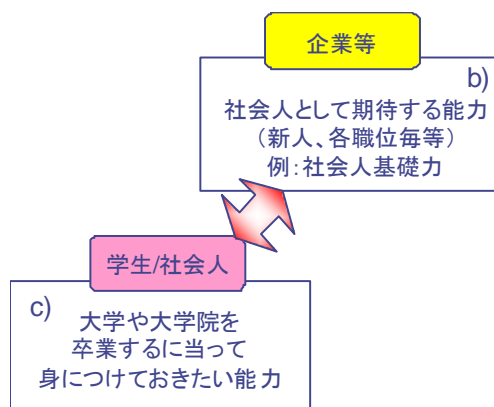 企業等
b)
社会人として期待する能力
(新人、各職位毎等)
例:社会人基礎力
学生/社会人
c)
大学や大学院を
卒業するに当って
身につけておきたい能力